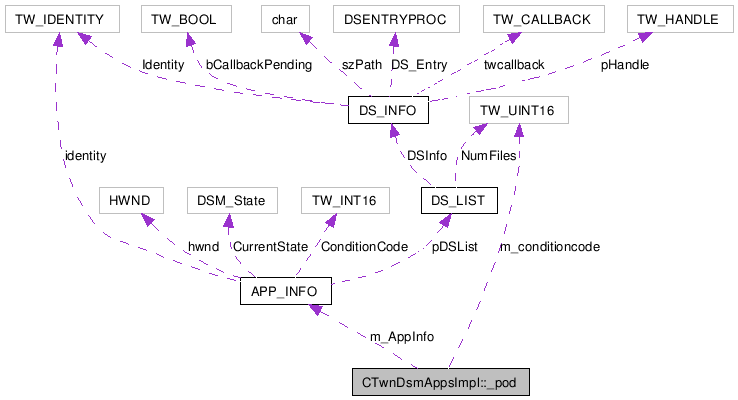 TW_IDENTITY
TW_BOOL
char
DSENTRYPROC
TW_CALLBACK
TW_HANDLE
Identity
bCallbackPending
szPath
DS_Entry
twcallback
pHandle
DS_INFO
TW_UINT16
identity
DSInfo
NumFiles
HWND
DSM_State
TW_INT16
DS_LIST
hwnd
CurrentState
ConditionCode
pDSList
m_conditioncode
APP_INFO
m_AppInfo
CTwnDsmAppsImpl::_pod